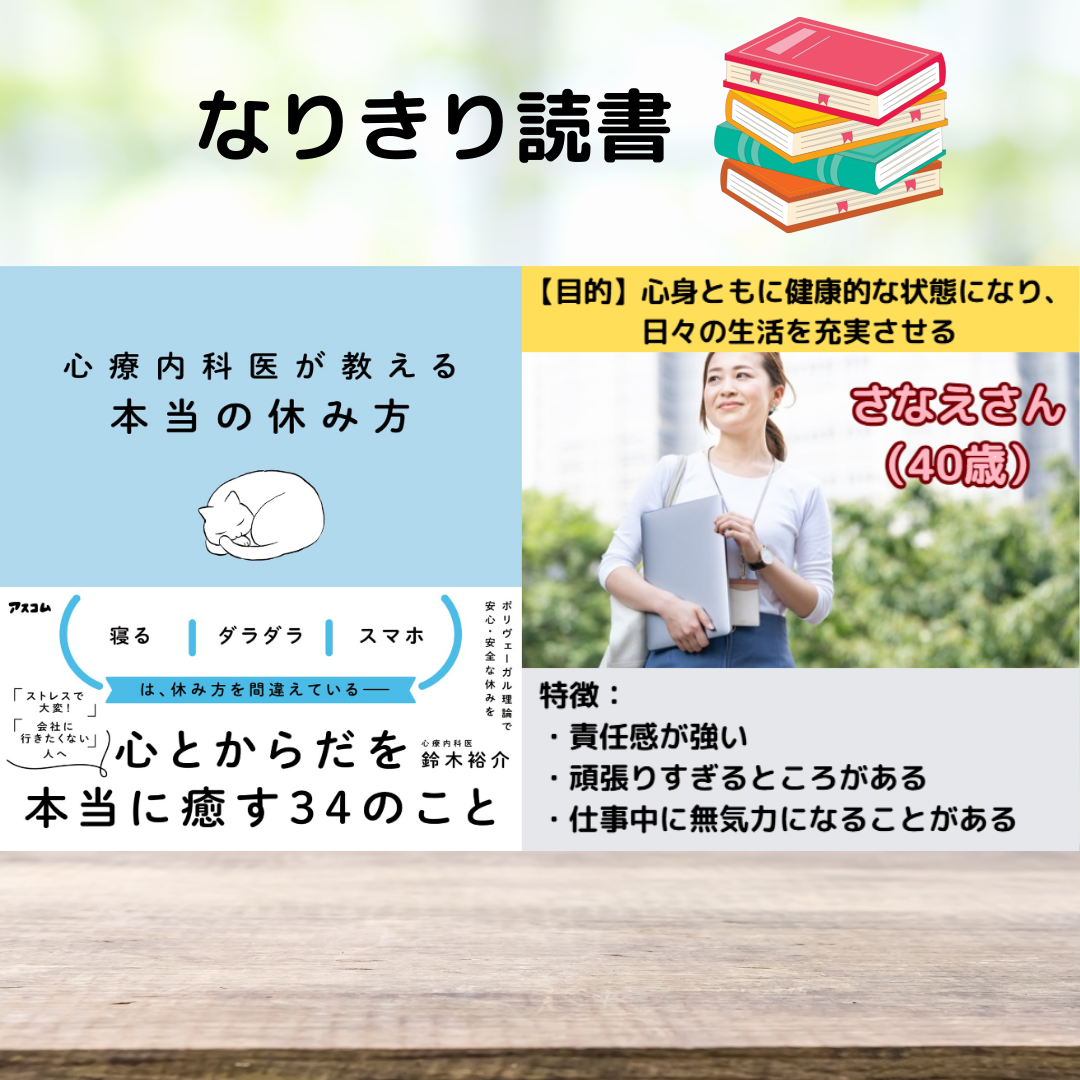 なりきり読書
心療内科医が教える
本当の休み方
アスコム
寝る
ダラダラ
スマホ
は、休み方を間違えている──
ポリヴェーガル理論で
安心・安全な休みを
「ストレスで
大変！」
「会社に
行きたくない」
人へ
心とからだを
心療内科医
鈴木裕介
本当に癒す34のこと
【目的】心身ともに健康的な状態になり、
日々の生活を充実させる
さなえさん
（40歳）
特徴：
・責任感が強い
・頑張りすぎるところがある
・仕事中に無気力になることがある